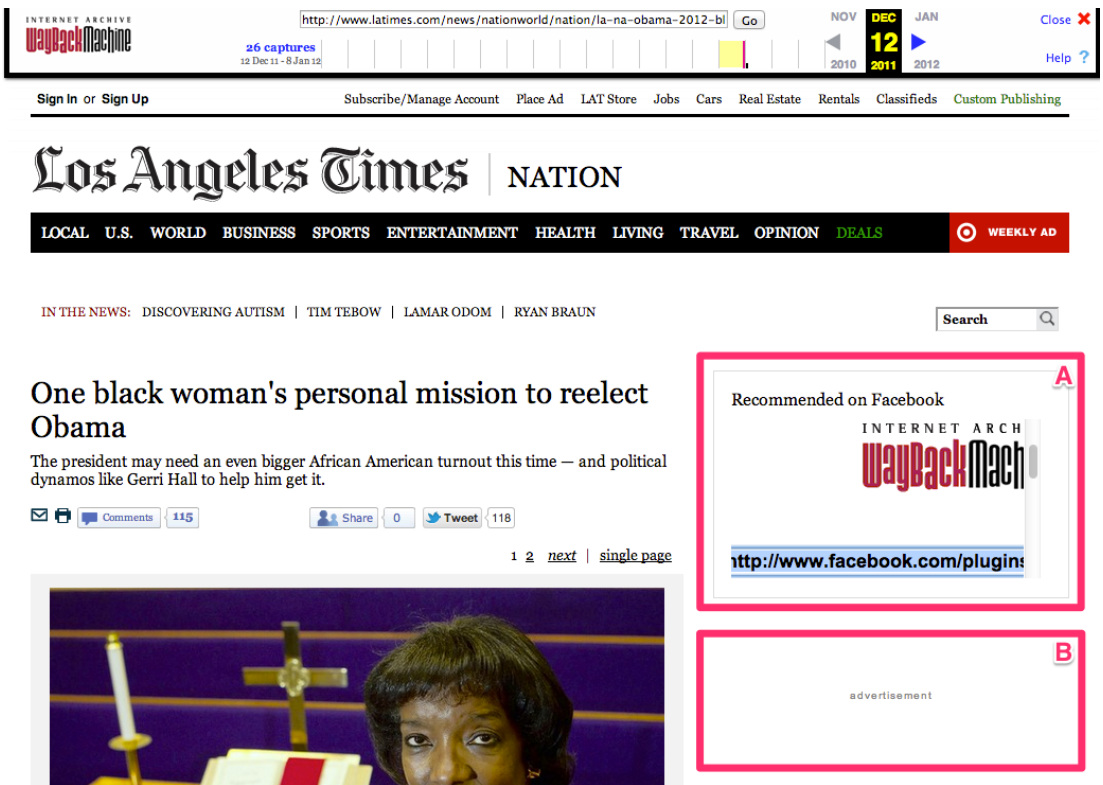 INTERNET ARCHIVE
WayBackMachine
http://www.latimes.com/news/nationworld/nation/la-na-obama-2012-bl
Go
26 captures
12 Dec 11 - 8 Jan 12
NOV DEC JAN
12
2010 2011 2012
Close
Help ?
Sign In or Sign Up
Subscribe/Manage Account Place Ad LAT Store Jobs Cars Real Estate Rentals Classifieds Custom Publishing
Los Angeles Times NATION
LOCAL U.S. WORLD BUSINESS SPORTS ENTERTAINMENT HEALTH LIVING TRAVEL OPINION DEALS WEEKLY AD
IN THE NEWS: DISCOVERING AUTISM | TIM TEBOW | LAMAR ODOM | RYAN BRAUN
Search
One black woman's personal mission to reelect
Obama
The president may need an even bigger African American turnout this time — and political
dynamos like Gerri Hall to help him get it.
Comments 115 Share 0 Tweet 118
1 2 next | single page
A
Recommended on Facebook
INTERNET ARCH
WayBackMach
http://www.facebook.com/plugins
B
advertisement